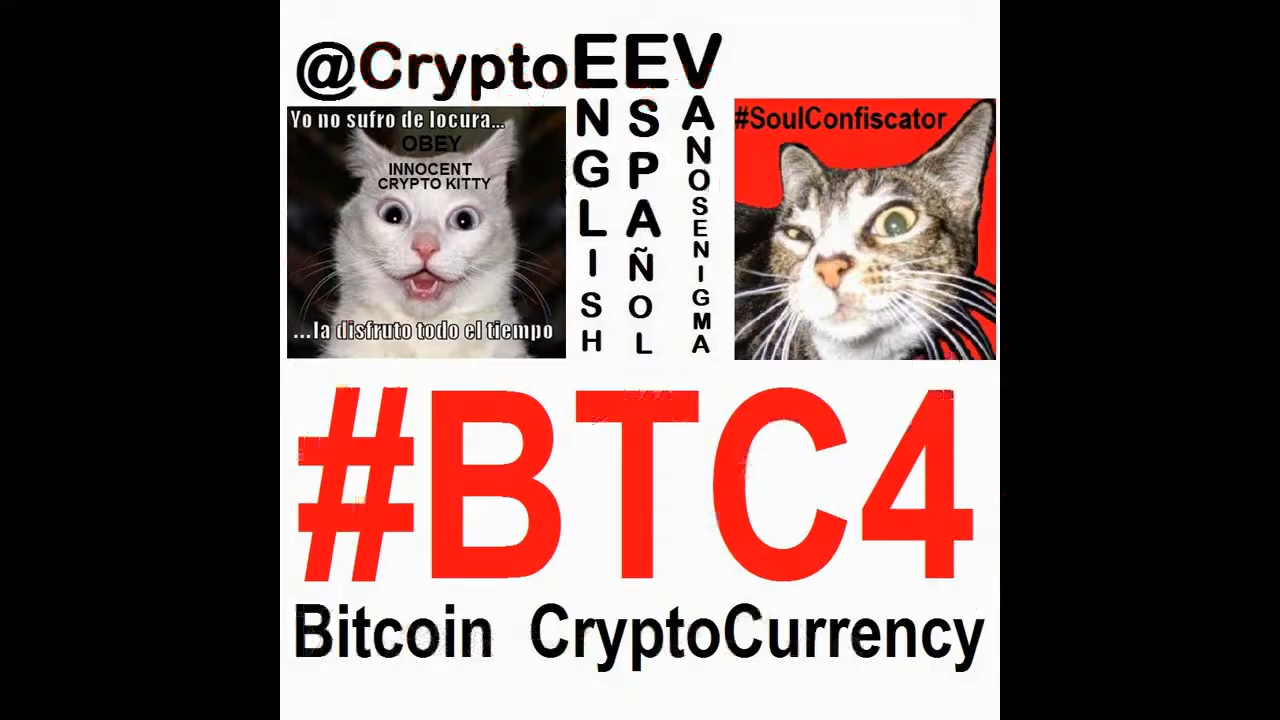 @CryptoEEV
ENGLISH
ESPAÑOL
VANOSENIGMA
Yo no sufro de locura...
OBEY
INNOCENT
CRYPTO KITTY
...la disfruto todo el tiempo
#SoulConfiscator
#BTC4
Bitcoin CryptoCurrency